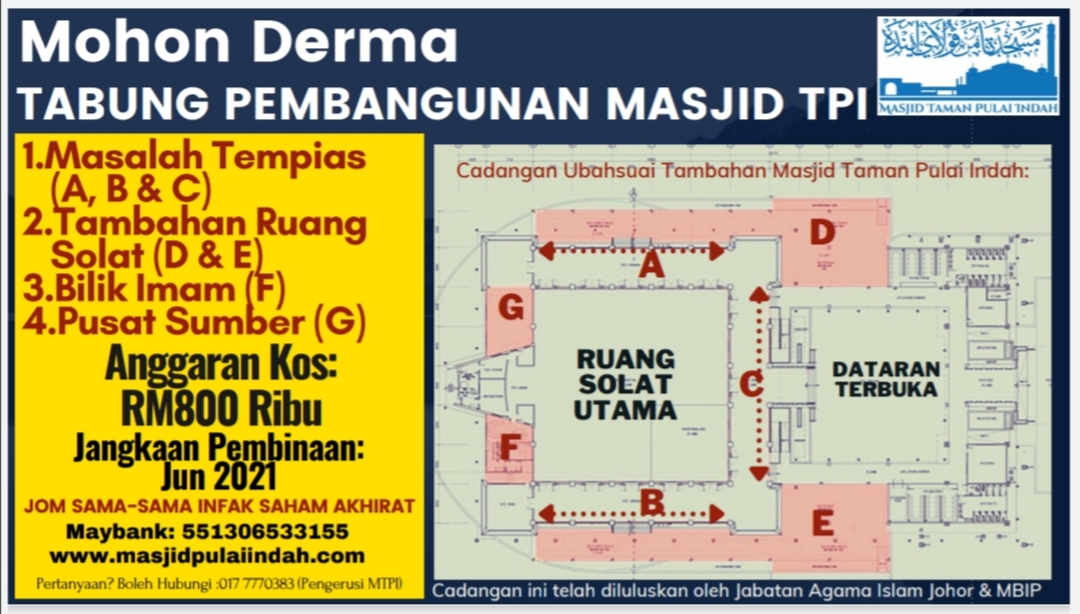 Mohon Derma
TABUNG PEMBANGUNAN MASJID TPI
MASJID TAMAN PULAI INDAH
1.Masalah Tempias
(A, B & C)
2.Tambahan Ruang
Solat (D & E)
3.Bilik Imam (F)
4.Pusat Sumber (G)
Anggaran Kos:
RM800 Ribu
Jangkaan Pembinaan:
Jun 2021
JOM SAMA-SAMA INFAK SAHAM AKHIRAT
Maybank: 551306533155
www.masjidpulaiindah.com
Pertanyaan? Boleh Hubungi :017 7770383 (Pengerusi MTPI)
Cadangan Ubahsuai Tambahan Masjid Taman Pulai Indah:
D
A
G
RUANG
SOLAT
UTAMA
C
DATARAN
TERBUKA
F
B
E
Cadangan ini telah diluluskan oleh Jabatan Agama Islam Johor & MBIP